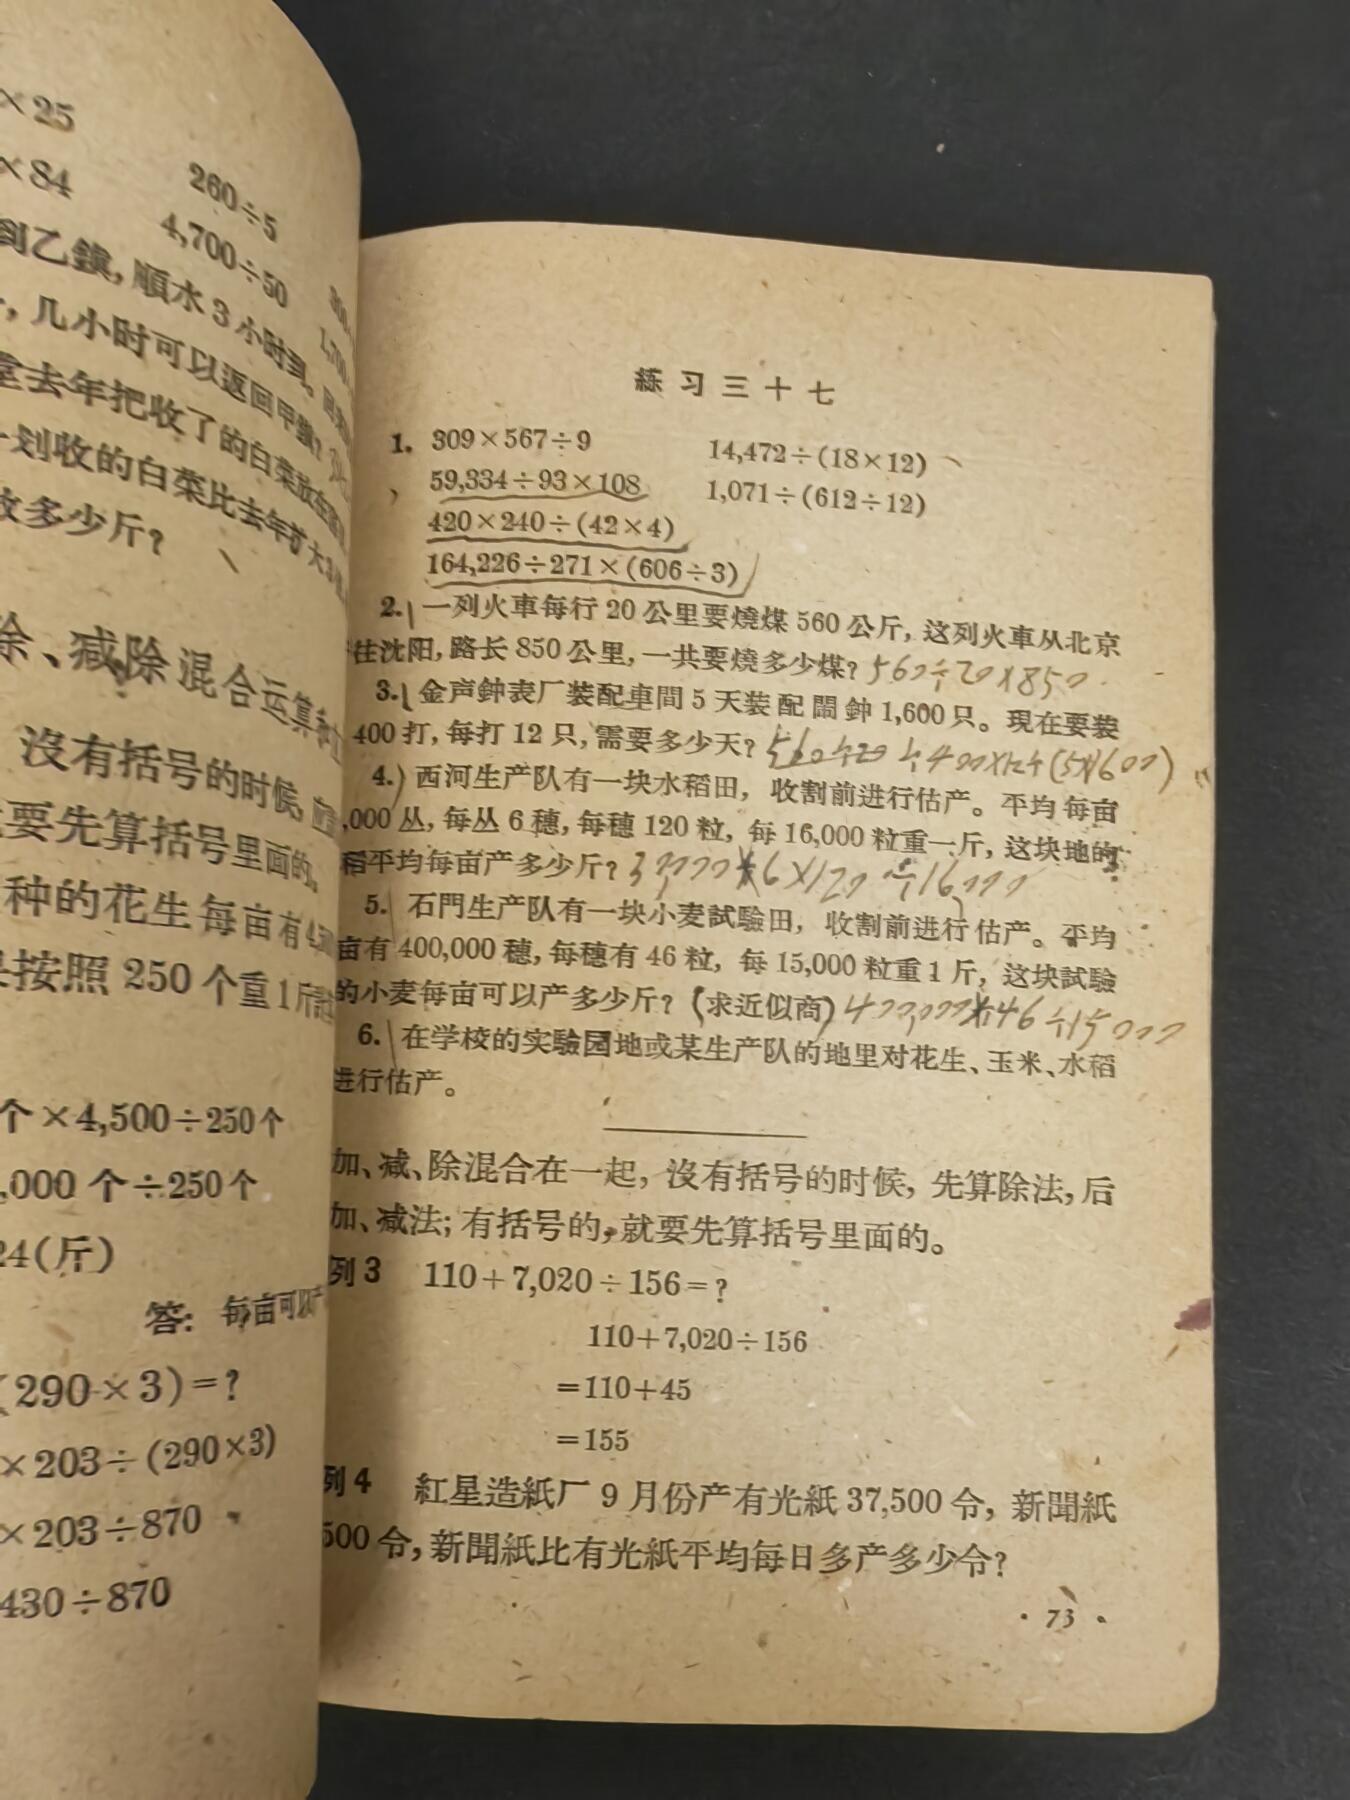 ×25
×84 260÷5
4,700÷50
到乙鎮,順水3小时到。
,几小时可以返回甲鎮?
去年把收了的白菜放在
划收的白菜比去年扩大3
多少斤?
除、减除混合运算
沒有括号的时候,
要先算括号里面的。
种的花生每亩有
按照250个重1斤
个×4,500÷250个
,000个÷250个
24(斤)
答: 每亩可以产
(290×3)=?
×203÷(290×3)
×203÷870
430÷870
練习三十七
1. 309×567÷9 14,472÷(18×12)
59,334÷93×108 1,071÷(612÷12)
420×240÷(42×4)
164,226÷271×(606÷3)
2. 一列火車每行20公里要燒煤560公斤,这列火車从北京
往沈阳,路长850公里,一共要燒多少煤? 560÷20×850
3. 金声鈡表厂装配車間5天装配鬧鈡1,600只。現在要装
400打,每打12只,需要多少天? 560÷20 ÷400×12÷(5×1600)
4. 西河生产队有一块水稻田, 收割前进行估产。平均每亩
,000丛,每丛6穗,每穗120粒,每16,000粒重一斤,这块地的
稻平均每亩产多少斤? 3,000×6×120÷16000
5. 石門生产队有一块小麦試驗田, 收割前进行估产。平均
亩有400,000穗,每穗有46粒, 每15,000粒重1斤,这块試驗
的小麦每亩可以产多少斤? (求近似商) 400,000×46÷15000
6. 在学校的实驗园地或某生产队的地里对花生、玉米、水稻
进行估产。
加、减、除混合在一起, 沒有括号的时候,先算除法,后
加、减法;有括号的,就要先算括号里面的。
列3 110+7,020÷156=?
110+7,020÷156
=110+45
=155
列4 紅星造紙厂9月份产有光紙37,500令, 新聞紙
500令,新聞紙比有光紙平均每日多产多少令?
·73·